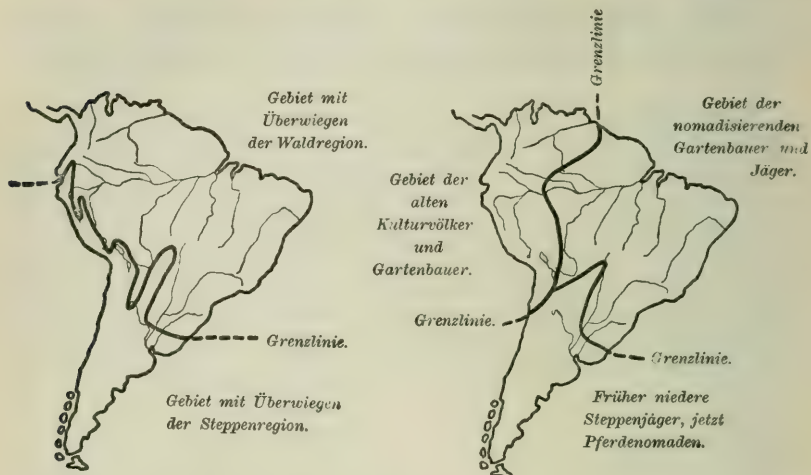 Gebiet mit
Überwiegen
der Waldregion.
Grenzlinie.
Gebiet mit Überwiegen
der Steppenregion.
Grenzlinie
Gebiet der
nomadisierenden
Gartenbauer und
Jäger.
Gebiet der
alten
Kulturvölker
und
Gartenbauer.
Grenzlinie.
Grenzlinie.
Früher niedere
Steppenjäger, jetzt
Pferdenomaden.